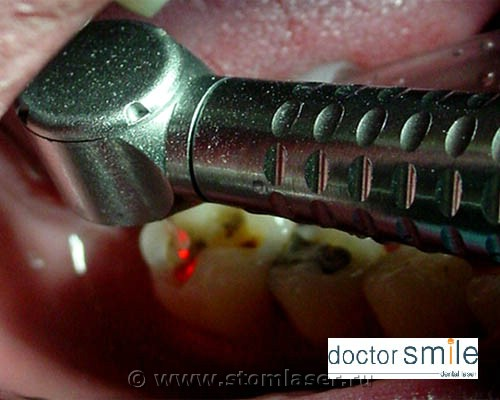 doctor smile
dental laser
© www.stomlaser.ru